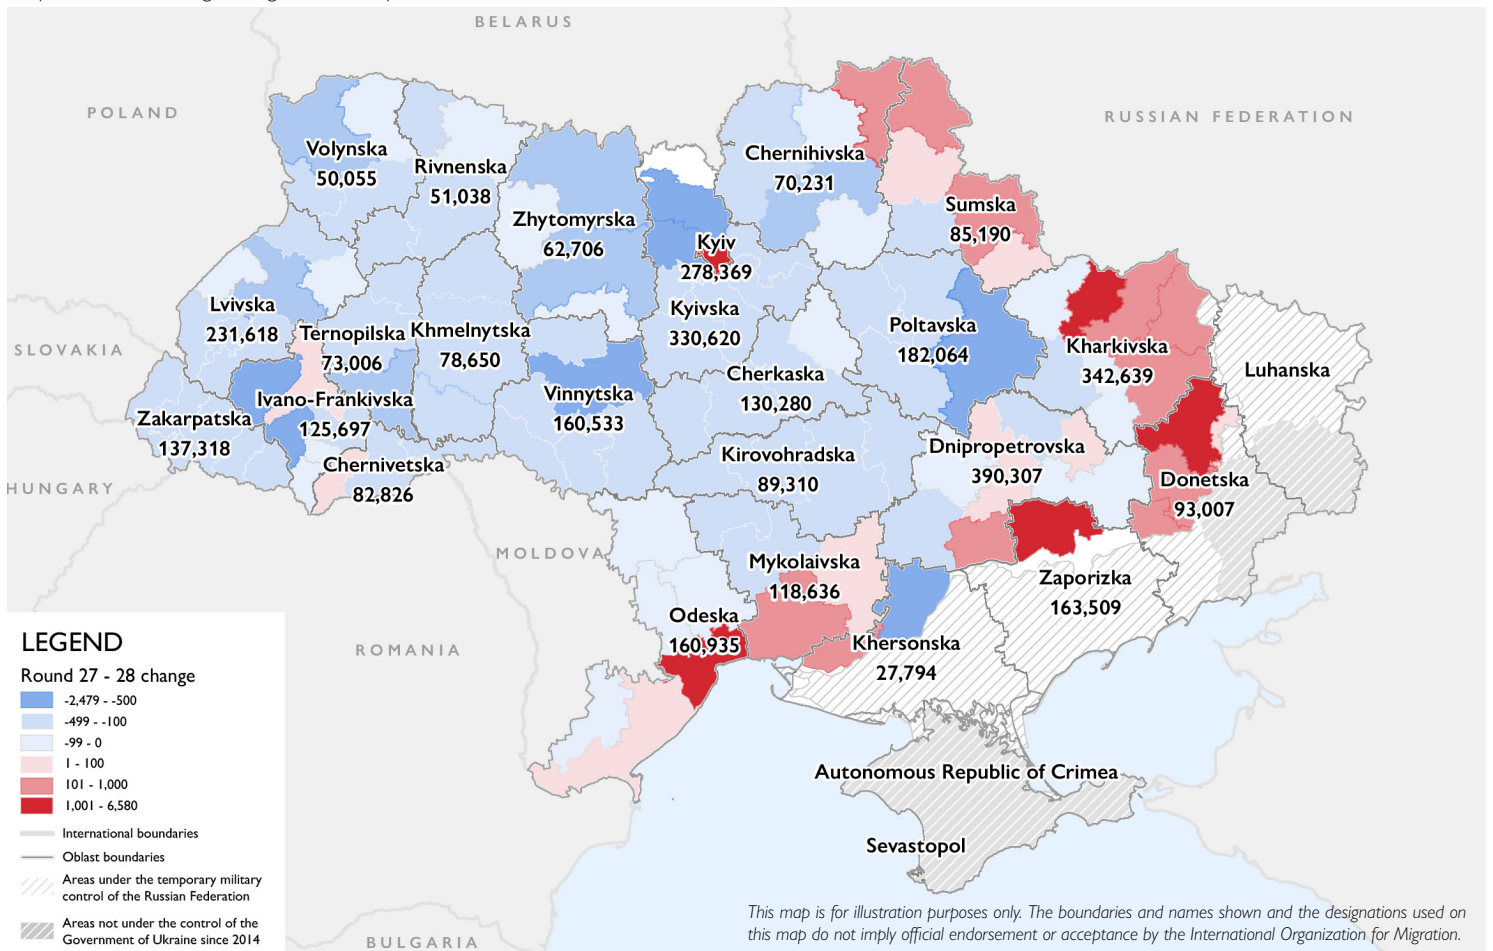 BELARUS
POLAND
RUSSIAN FEDERATION
Volynska
50,055
Rivnenska
51,038
Chernihivska
70,231
Zhytomyrska
62,706
Sumska
85,190
Kyiv
278,369
Lvivska
231,618
Kyivska
330,620
Ternopilska
73,006
Khmelnytska
78,650
Poltavska
182,064
Kharkivska
342,639
SLOVAKIA
Luhanska
Cherkaska
130,280
Vinnytska
160,533
Ivano-Frankivska
125,697
Zakarpatska
137,318
Dnipropetrovska
390,307
Kirovohradska
89,310
Chernivetska
82,826
HUNGARY
Donetska
93,007
MOLDOVA
Mykolaivska
118,636
Zaporizka
163,509
Odeska
160,935
Khersonska
27,794
ROMANIA
Autonomous Republic of Crimea
Sevastopol
BULGARIA
LEGEND
Round 27 - 28 change
-2,479 - -500
-499 - -100
-99 - 0
1 - 100
101 - 1,000
1,001 - 6,580
International boundaries
Oblast boundaries
Areas under the temporary military
control of the Russian Federation
Areas not under the control of the
Government of Ukraine since 2014
This map is for illustration purposes only. The boundaries and names shown and the designations used on
this map do not imply official endorsement or acceptance by the International Organization for Migration.